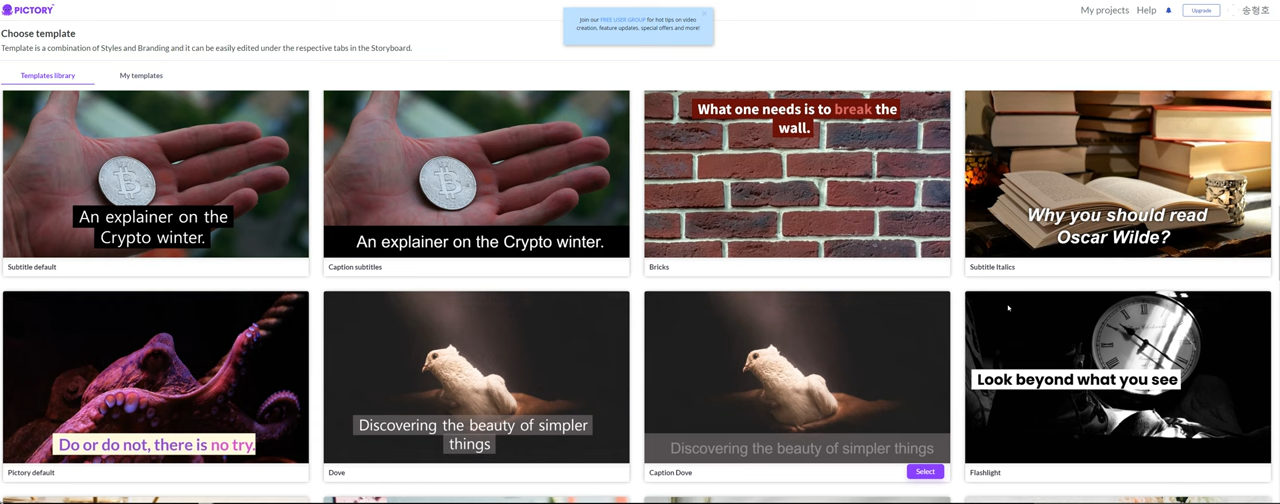 PICTORY
Join our FREE USER GROUP for hot tips on video
creation, feature updates, special offers and more!
My projects
Help
Upgrade
송형호
Choose template
Template is a combination of Styles and Branding and it can be easily edited under the respective tabs in the Storyboard.
Templates library
My templates
An explainer on the
Crypto winter.
Subtitle default
An explainer on the Crypto winter.
Caption subtitles
What one needs is to break the
wall.
Bricks
Why you should read
Oscar Wilde?
Subtitle Italics
Do or do not, there is no try.
Pictory default
Discovering the beauty of simpler
things
Dove
Discovering the beauty of simpler things
Caption Dove
Select
Look beyond what you see
Flashlight